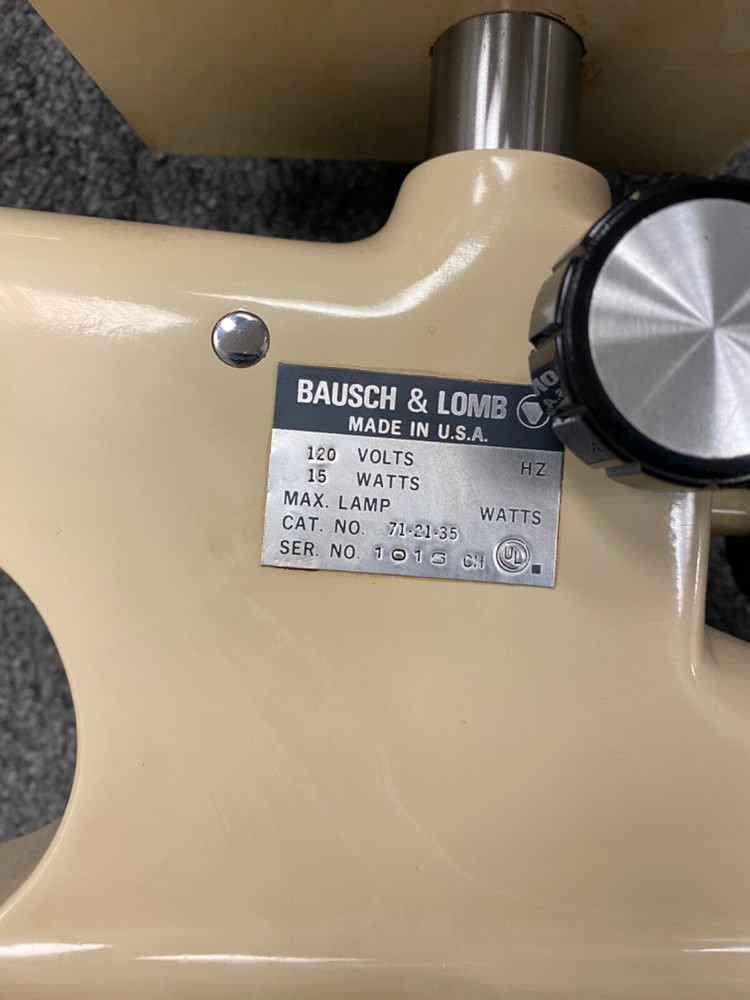 BAUSCH & LOMB
MADE IN U.S.A.
120 VOLTS HZ
15 WATTS
MAX. LAMP WATTS
CAT. NO. 71-21-35
SER. NO. 1015 CH UL